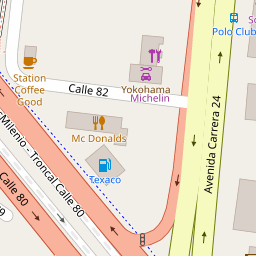 Polo Club
Station
Coffee
Good
Calle 82
Yokohama
Michelin
Avenida Carrera 24
Mc Donalds
Texaco
Milenio - Troncal Calle 80
Calle 80